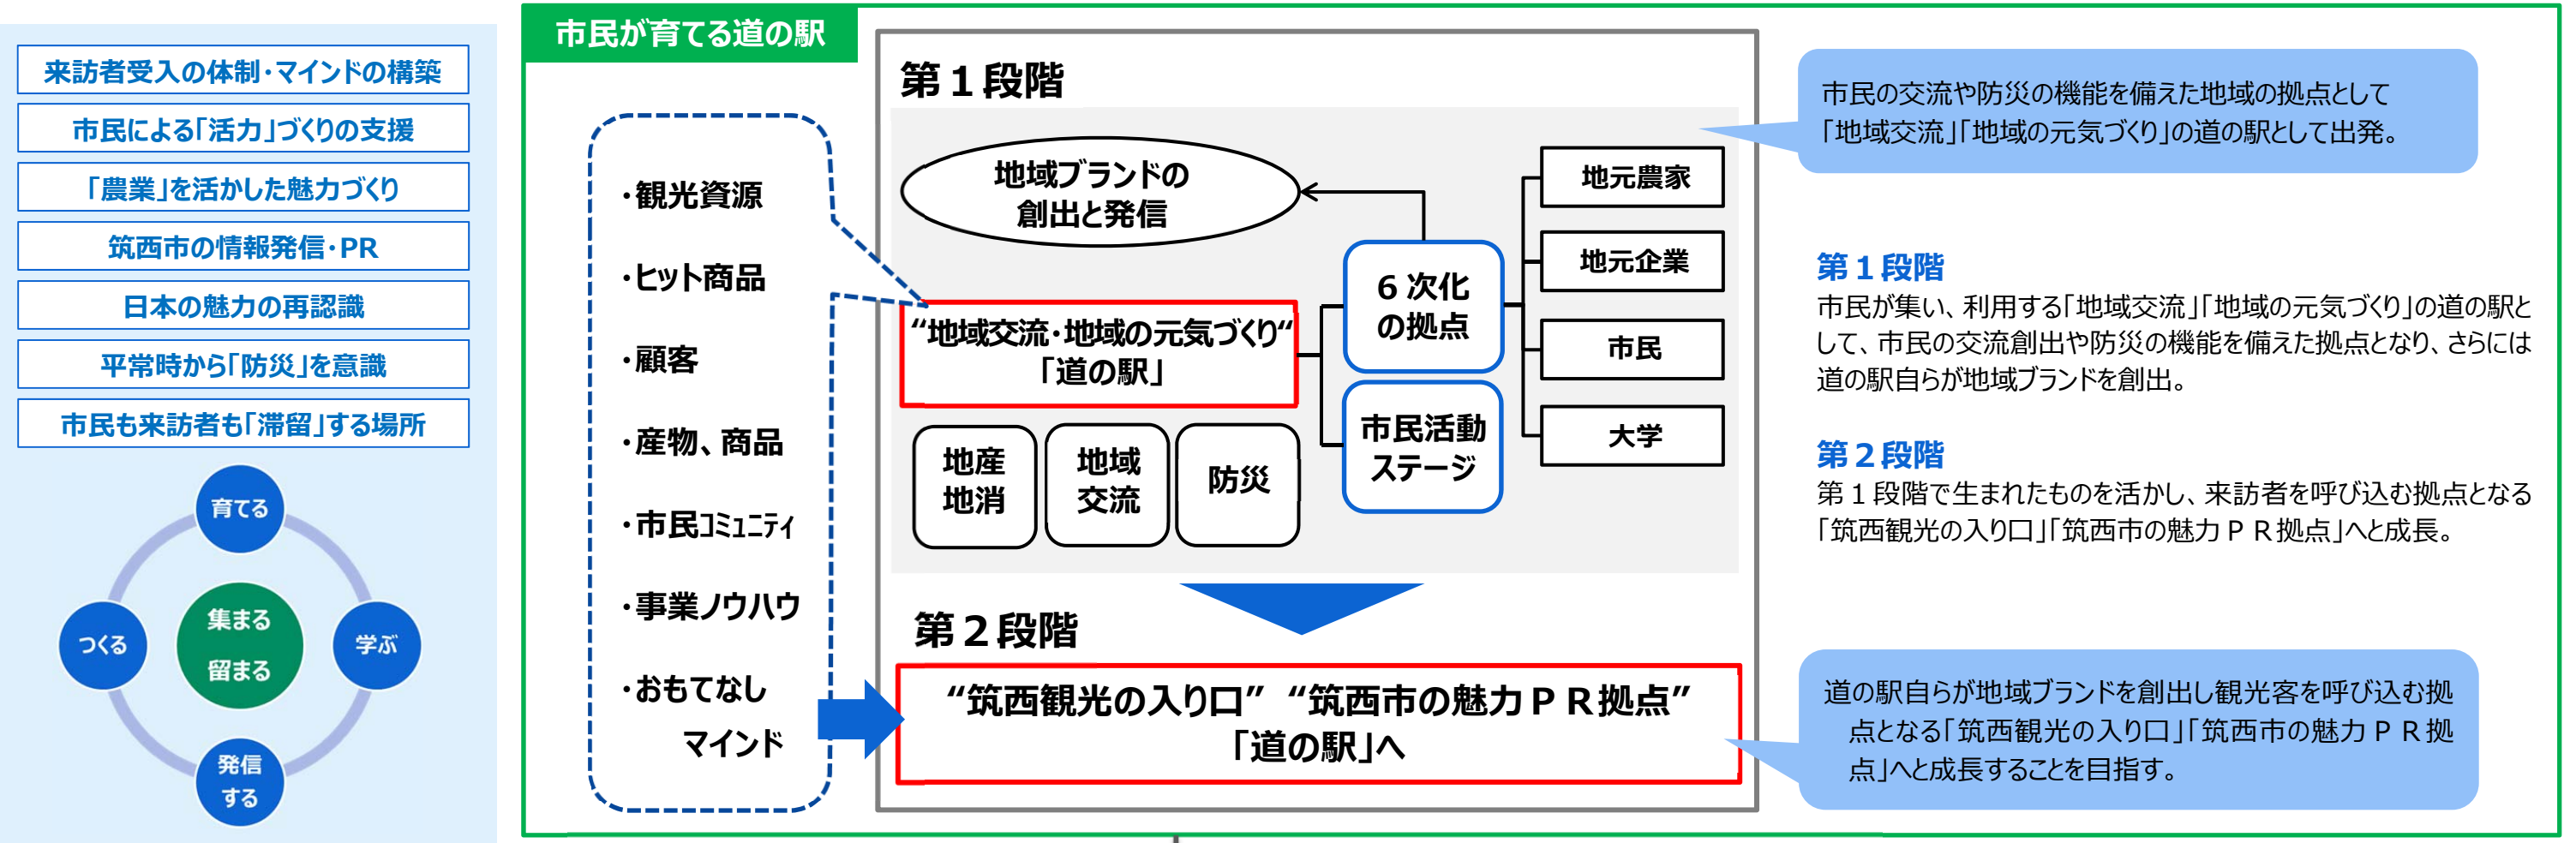 来訪者受入の体制・マインドの構築
市民による「活力」づくりの支援
「農業」を活かした魅力づくり
筑西市の情報発信・PR
日本の魅力の再認識
平常時から「防災」を意識
市民も来訪者も「滞留」する場所
育てる
つくる
集まる
留まる
学ぶ
発信
する
市民が育てる道の駅
・観光資源
・ヒット商品
・顧客
・産物、商品
・市民ｺﾐｭﾆﾃｨ
・事業ノウハウ
・おもてなし
マインド
第１段階
地域ブランドの
創出と発信
“地域交流・地域の元気づくり“
「道の駅」
地産
地消
地域
交流
防災
６次化
の拠点
市民活動
ステージ
地元農家
地元企業
市民
大学
第２段階
“筑西観光の入り口” “筑西市の魅力ＰＲ拠点”
「道の駅」へ
市民の交流や防災の機能を備えた地域の拠点として
「地域交流」「地域の元気づくり」の道の駅として出発。
第１段階
市民が集い、利用する「地域交流」「地域の元気づくり」の道の駅と
して、市民の交流創出や防災の機能を備えた拠点となり、さらには
道の駅自らが地域ブランドを創出。
第２段階
第１段階で生まれたものを活かし、来訪者を呼び込む拠点となる
「筑西観光の入り口」「筑西市の魅力ＰＲ拠点」へと成長。
道の駅自らが地域ブランドを創出し観光客を呼び込む拠
点となる「筑西観光の入り口」「筑西市の魅力ＰＲ拠
点」へと成長することを目指す。